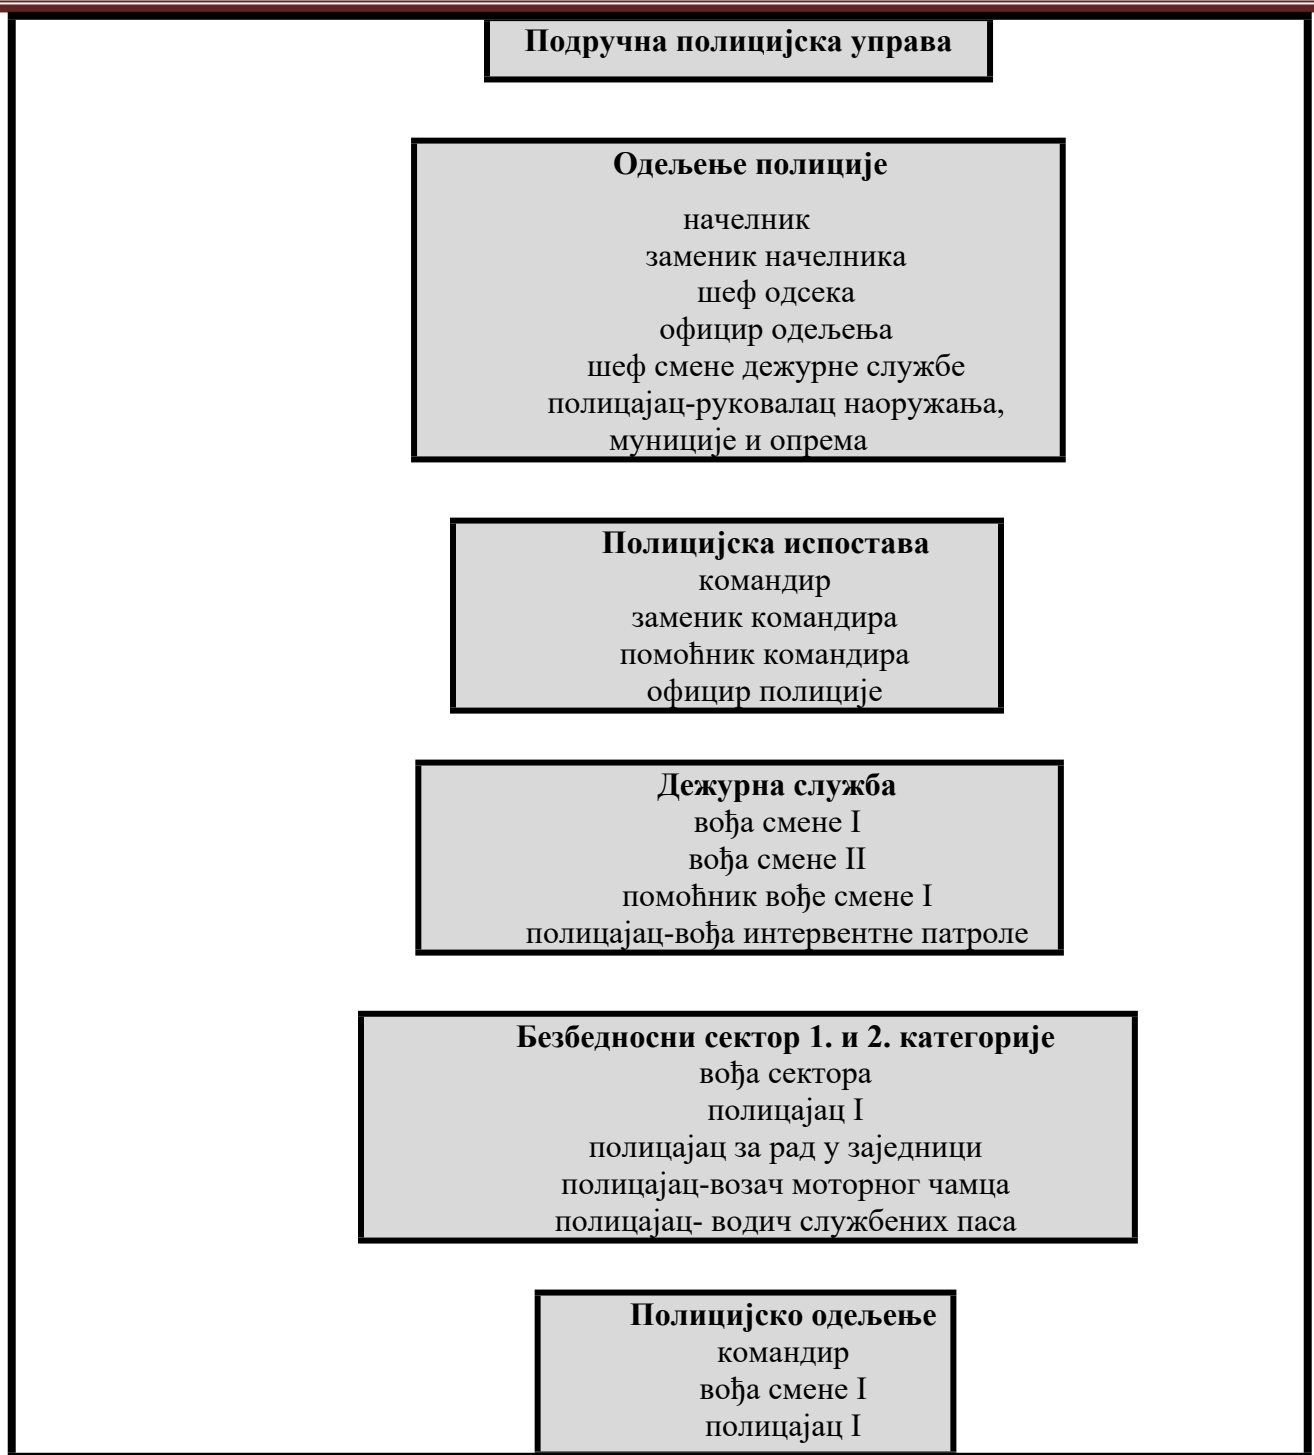 Подручна полицијска управа
Одељење полиције
начелник
заменик начелника
шеф одсека
официр одељења
шеф смене дежурне службе
полицајац-руковалац наоружања,
муниције и опрема
Полицијска испостава
командир
заменик командира
помоћник командира
официр полиције
Дежурна служба
вођа смене I
вођа смене II
помоћник вође смене I
полицајац-вођа интервентне патроле
Безбедносни сектор 1. и 2. категорије
вођа сектора
полицајац I
полицајац за рад у заједници
полицајац-возач моторног чамца
полицајац- водич службених паса
Полицијско одељење
командир
вођа смене I
полицајац I